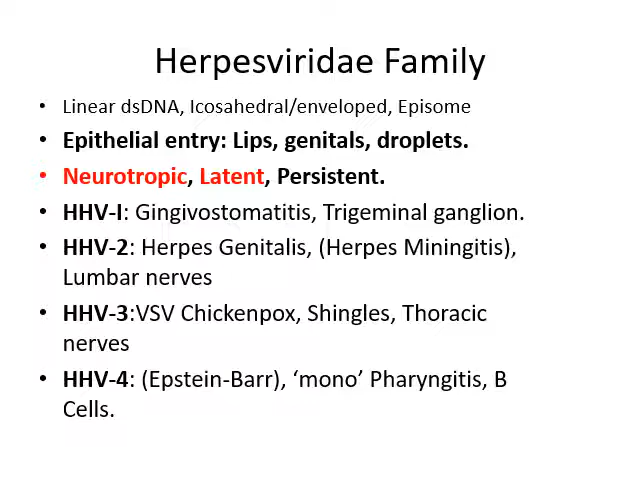 Herpesviridae Family
• Linear dsDNA, Icosahedral/enveloped, Episome
• Epithelial entry: Lips, genitals, droplets.
• Neurotropic, Latent, Persistent.
• HHV-I: Gingivostomatitis, Trigeminal ganglion.
• HHV-2: Herpes Genitalis, (Herpes Miningitis),
Lumbar nerves
• HHV-3:VSV Chickenpox, Shingles, Thoracic
nerves
• HHV-4: (Epstein-Barr), ‘mono’ Pharyngitis, B
Cells.